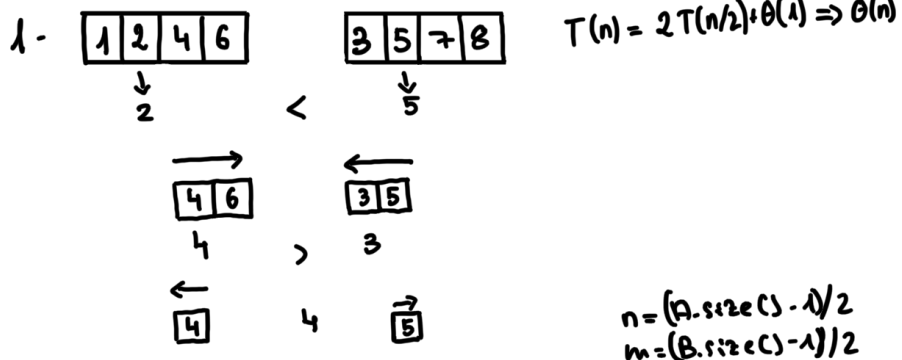 1- 1 2 4 6 3 5 7 8 T(n) = 2T(n/2)+Θ(1) => Θ(n)
2 < 5
4 6 3 5
4 > 3
4 4 5
n=(A.size()-1)/2
m=(B.size()-1)/2